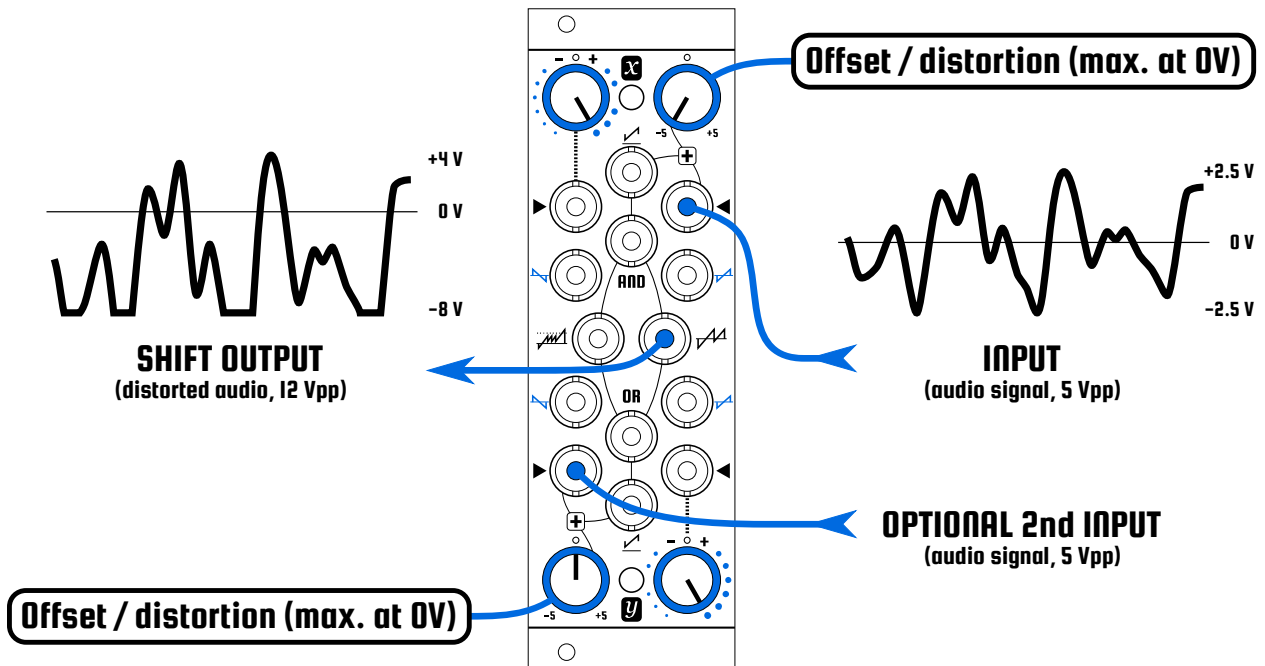 Offset / distortion (max. at 0V)
- +
x
-5 +5
+4 V
0 V
-8 V
SHIFT OUTPUT
(distorted audio, 12 Vpp)
+2.5 V
0 V
-2.5 V
INPUT
(audio signal, 5 Vpp)
AND
OR
OPTIONAL 2nd INPUT
(audio signal, 5 Vpp)
- +
-5 +5
y
Offset / distortion (max. at 0V)